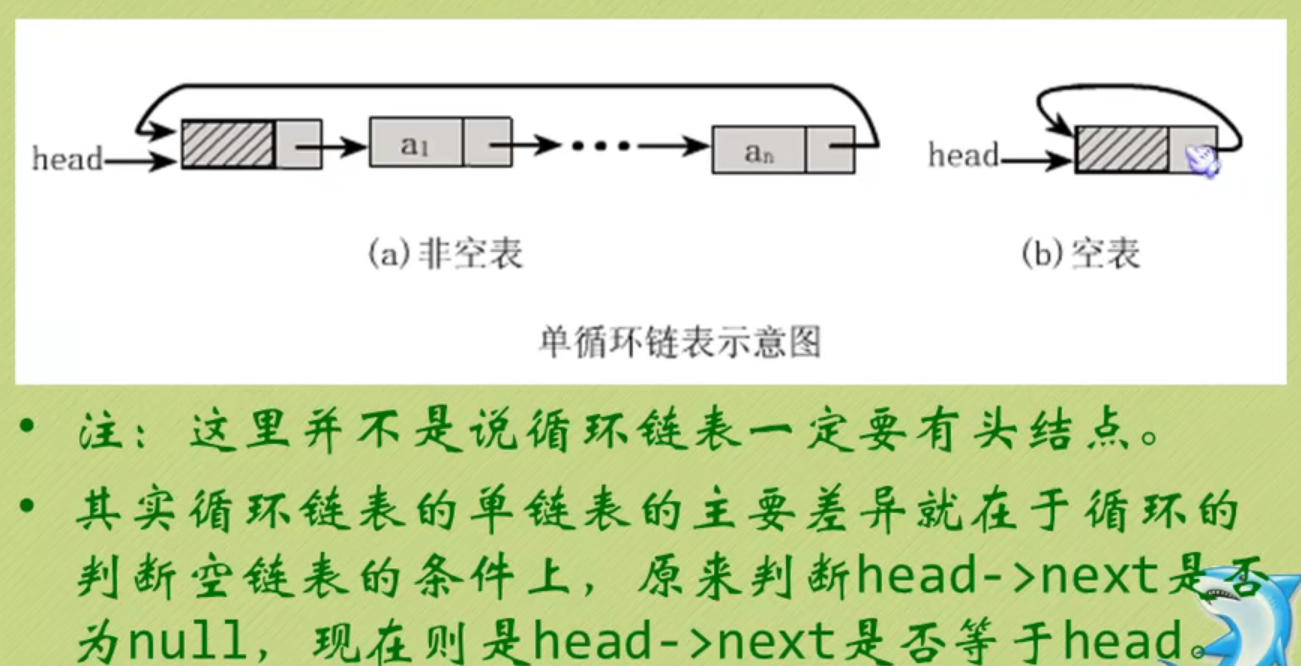 head a1 an head
(a)非空表 (b)空表
单循环链表示意图
• 注：这里并不是说循环链表一定要有头结点。
• 其实循环链表的单链表的主要差异就在于循环的
判断空链表的条件上，原来判断head->next是否
为null，现在则是head->next是否等于head。